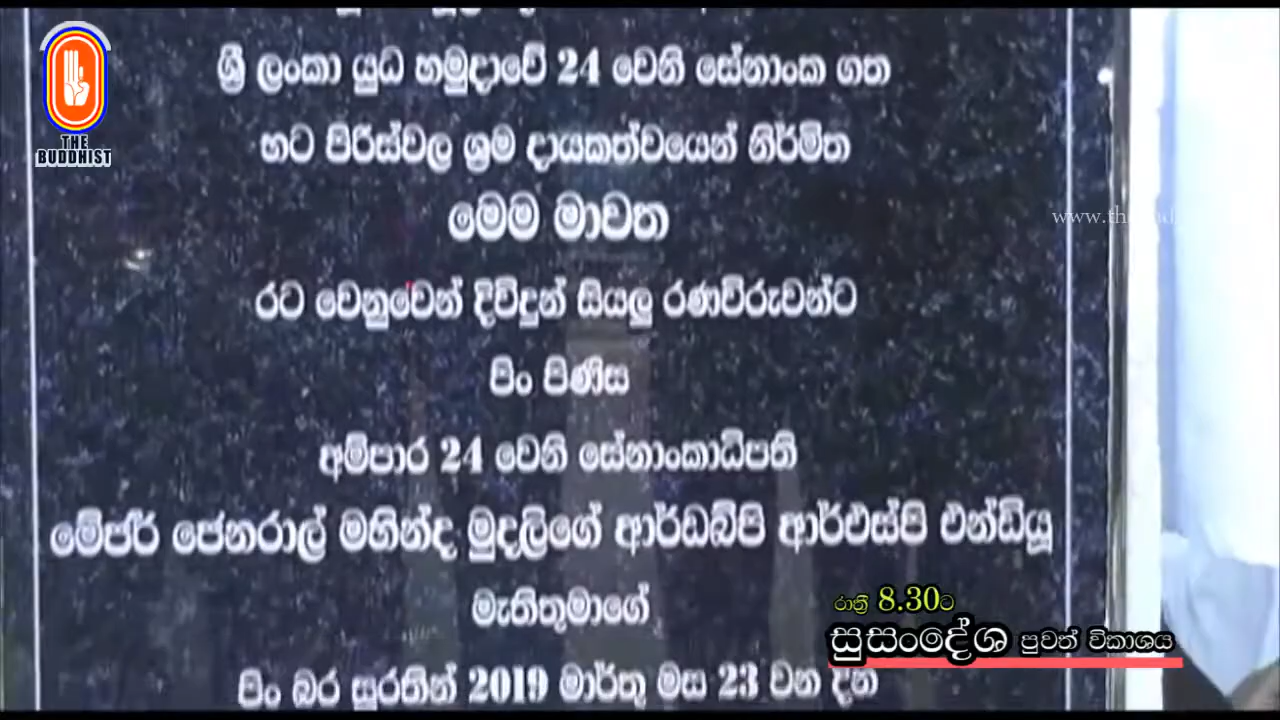 ශ්‍රී ලංකා යුධ හමුදාවේ 24 වෙනි සේනාංක ගත
භට පිරිස්වල ශ්‍රම දායකත්වයෙන් නිර්මිත
මෙම මාවත
රට වෙනුවෙන් දිවිදුන් සියලු රණවිරුවන්ට
පිං පිණිස
අම්පාර 24 වෙනි සේනාංකාධිපති
මේජර් ජෙනරාල් මහින්ද මුදලිගේ ආර්ඩබ්පි ආර්එස්පි එන්ඩියූ
මැතිතුමාගේ
පිං බර සුරතින් 2019 මාර්තු මස 23 වන දින
THE
BUDDHIST
රාත්‍රී 8.30ට
සුසංදේශ පුවත් විකාශය